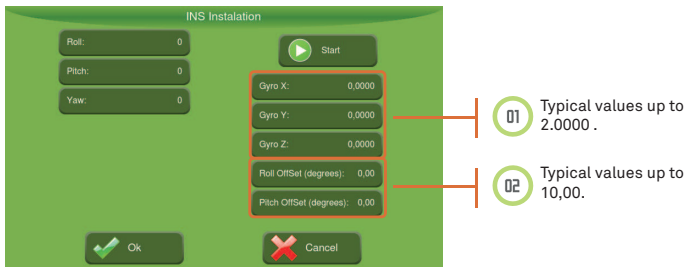 INS Instalation
Roll: 0
Pitch: 0
Yaw: 0
Start
Gyro X: 0,0000
Gyro Y: 0,0000
Gyro Z: 0,0000
Roll OffSet (degrees): 0,00
Pitch OffSet (degrees): 0,00
Ok
Cancel
01
Typical values up to
2.0000 .
02
Typical values up to
10,00.